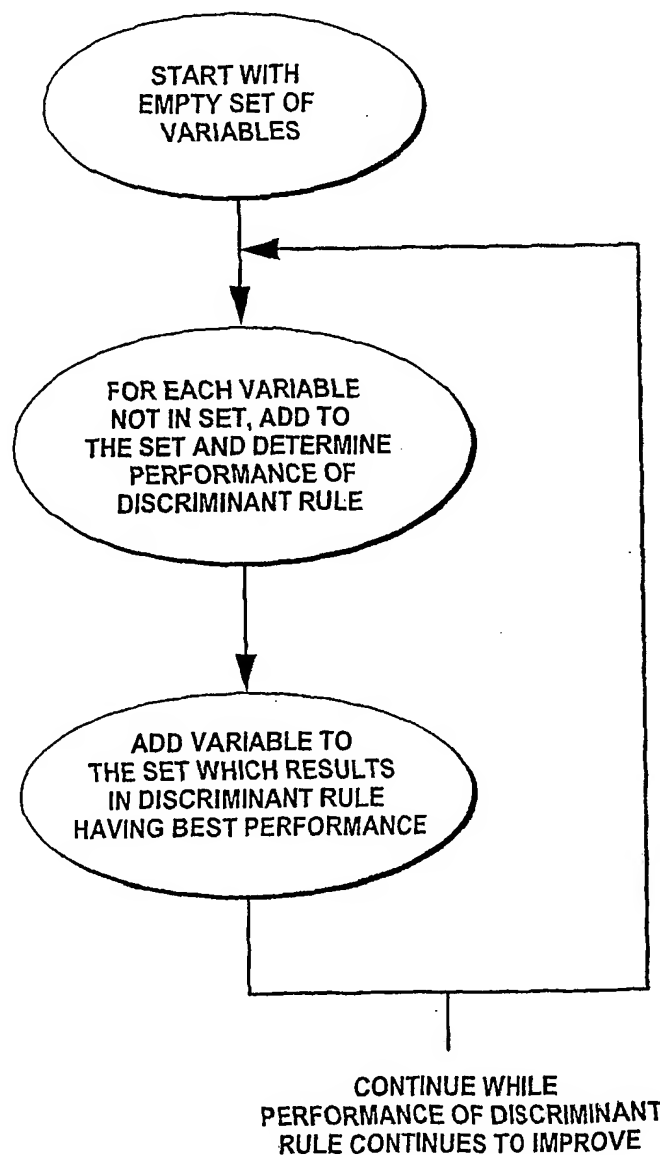 START WITH
EMPTY SET OF
VARIABLES
FOR EACH VARIABLE
NOT IN SET, ADD TO
THE SET AND DETERMINE
PERFORMANCE OF
DISCRIMINANT RULE
ADD VARIABLE TO
THE SET WHICH RESULTS
IN DISCRIMINANT RULE
HAVING BEST PERFORMANCE
CONTINUE WHILE
PERFORMANCE OF DISCRIMINANT
RULE CONTINUES TO IMPROVE